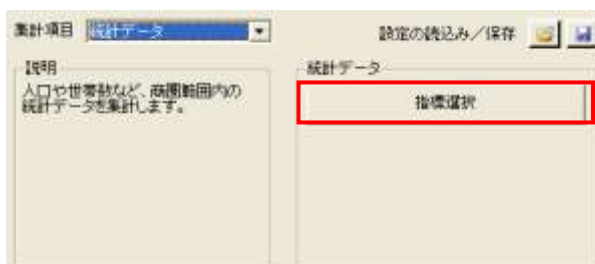 集計項目 統計データ 設定の読込み／保存
説明
人口や世帯数など、商圏範囲内の
統計データを集計します。
統計データ
指標選択